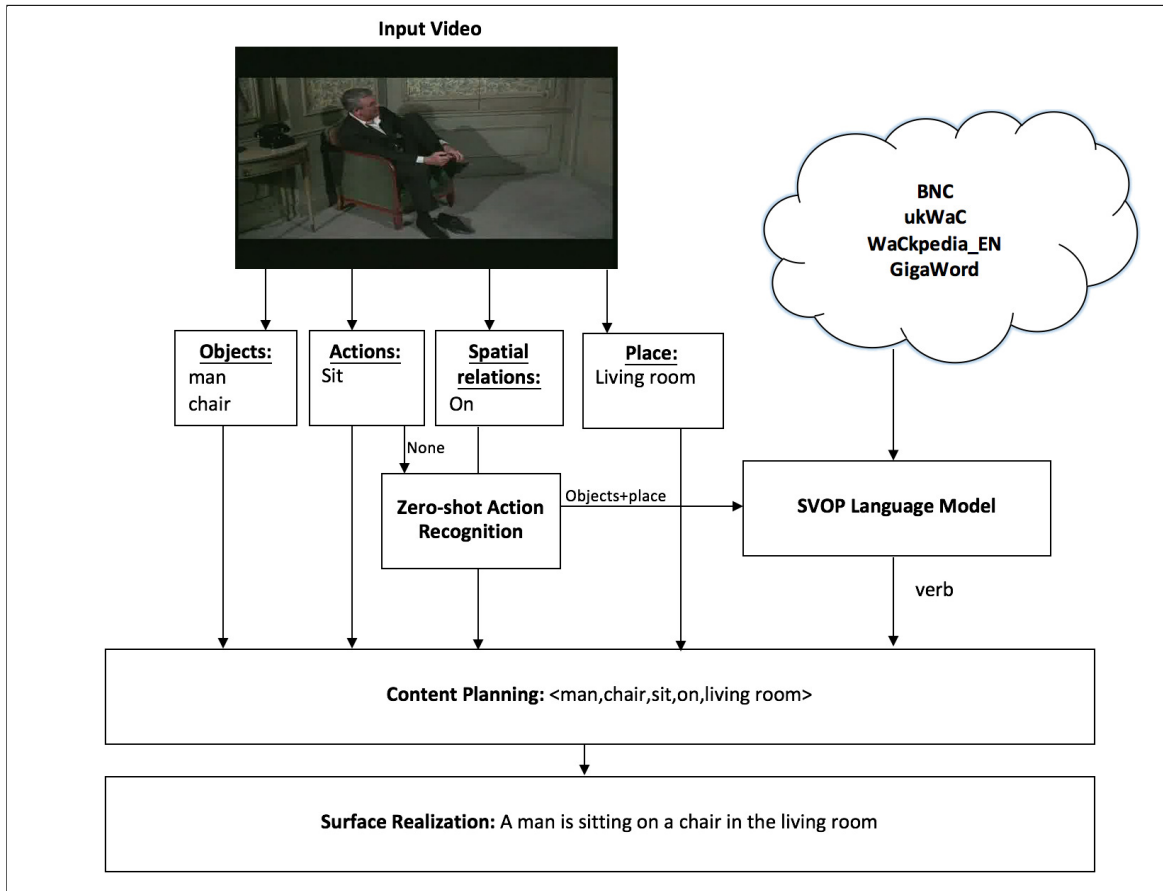 Input Video
BNC
ukWaC
WaCkpedia_EN
GigaWord
Objects:
man
chair
Actions:
Sit
Spatial
relations:
On
Place:
Living room
None
Zero-shot Action
Recognition
Objects+place
SVOP Language Model
verb
Content Planning: <man,chair,sit,on,living room>
Surface Realization: A man is sitting on a chair in the living room